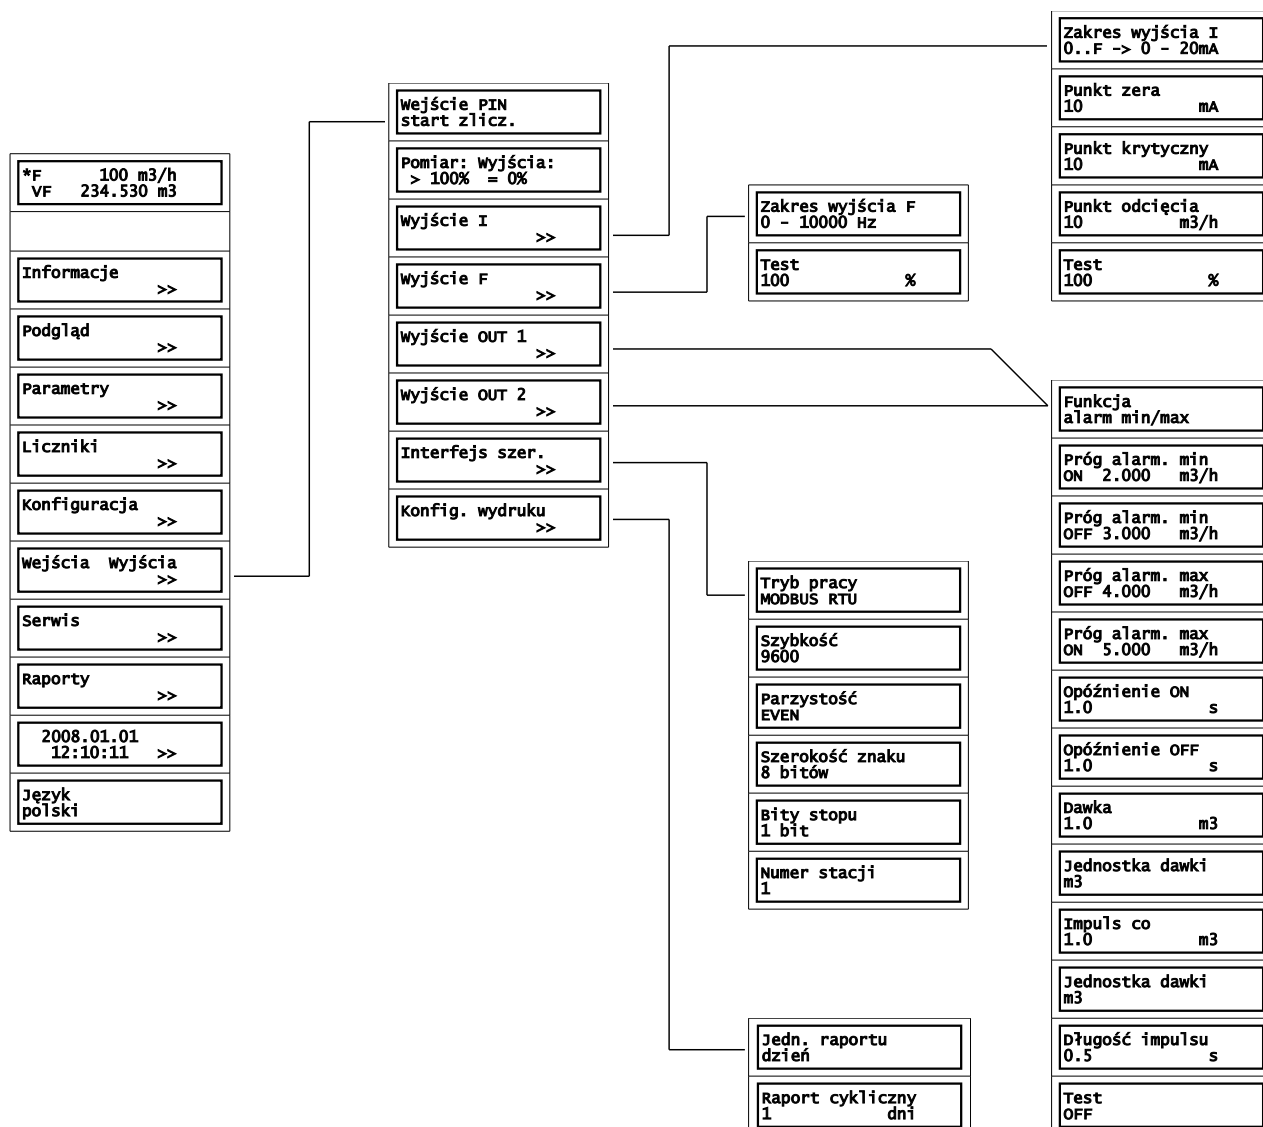 *F      100 m3/h
VF   234.530 m3
Informacje
>>
Podgląd
>>
Parametry
>>
Liczniki
>>
Konfiguracja
>>
Wejścia  Wyjścia
>>
Serwis
>>
Raporty
>>
2008.01.01
12:10:11   >>
Język
polski
Wejście PIN
start zlicz.
Pomiar: Wyjścia:
> 100%  = 0%
Wyjście I
>>
Wyjście F
>>
Wyjście OUT 1
>>
Wyjście OUT 2
>>
Interfejs szer.
>>
Konfig. wydruku
>>
Zakres wyjścia F
0 - 10000 Hz
Test
100            %
Tryb pracy
MODBUS RTU
Szybkość
9600
Parzystość
EVEN
Szerokość znaku
8 bitów
Bity stopu
1 bit
Numer stacji
1
Jedn. raportu
dzień
Raport cykliczny
1            dni
Zakres wyjścia I
0..F -> 0 - 20mA
Punkt zera
10            mA
Punkt krytyczny
10            mA
Punkt odcięcia
10          m3/h
Test
100            %
Funkcja
alarm min/max
Próg alarm. min
ON  2.000   m3/h
Próg alarm. min
OFF 3.000   m3/h
Próg alarm. max
OFF 4.000   m3/h
Próg alarm. max
ON  5.000   m3/h
Opóźnienie ON
1.0            s
Opóźnienie OFF
1.0            s
Dawka
1.0           m3
Jednostka dawki
m3
Impuls co
1.0           m3
Jednostka dawki
m3
Długość impulsu
0.5            s
Test
OFF